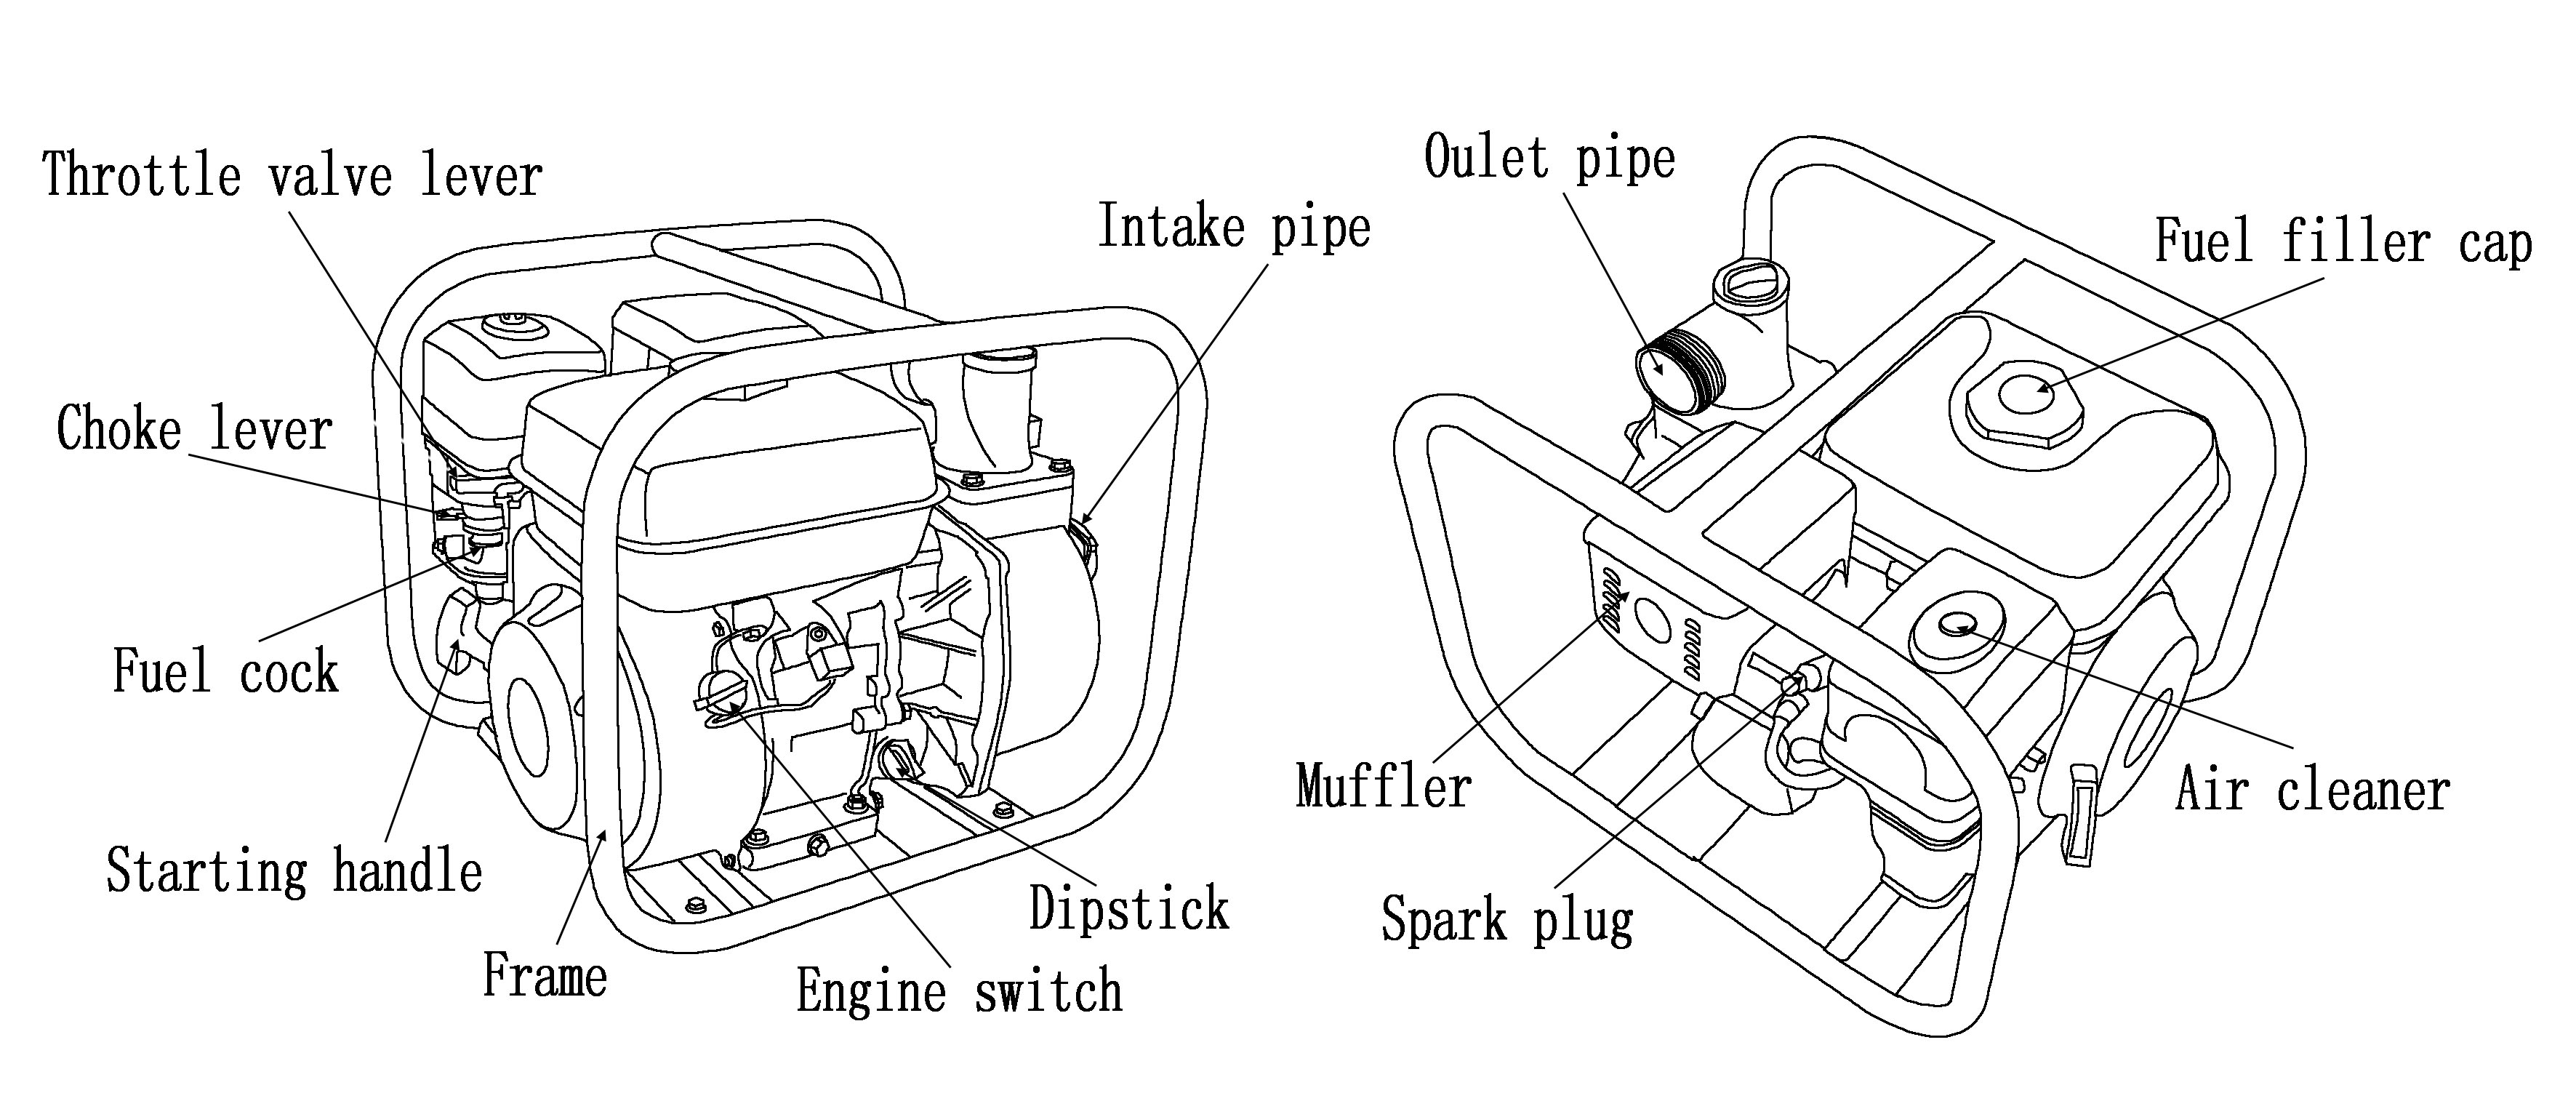 Throttle valve lever
Choke lever
Fuel cock
Starting handle
Frame
Engine switch
Dipstick
Intake pipe
Oulet pipe
Fuel filler cap
Muffler
Spark plug
Air cleaner